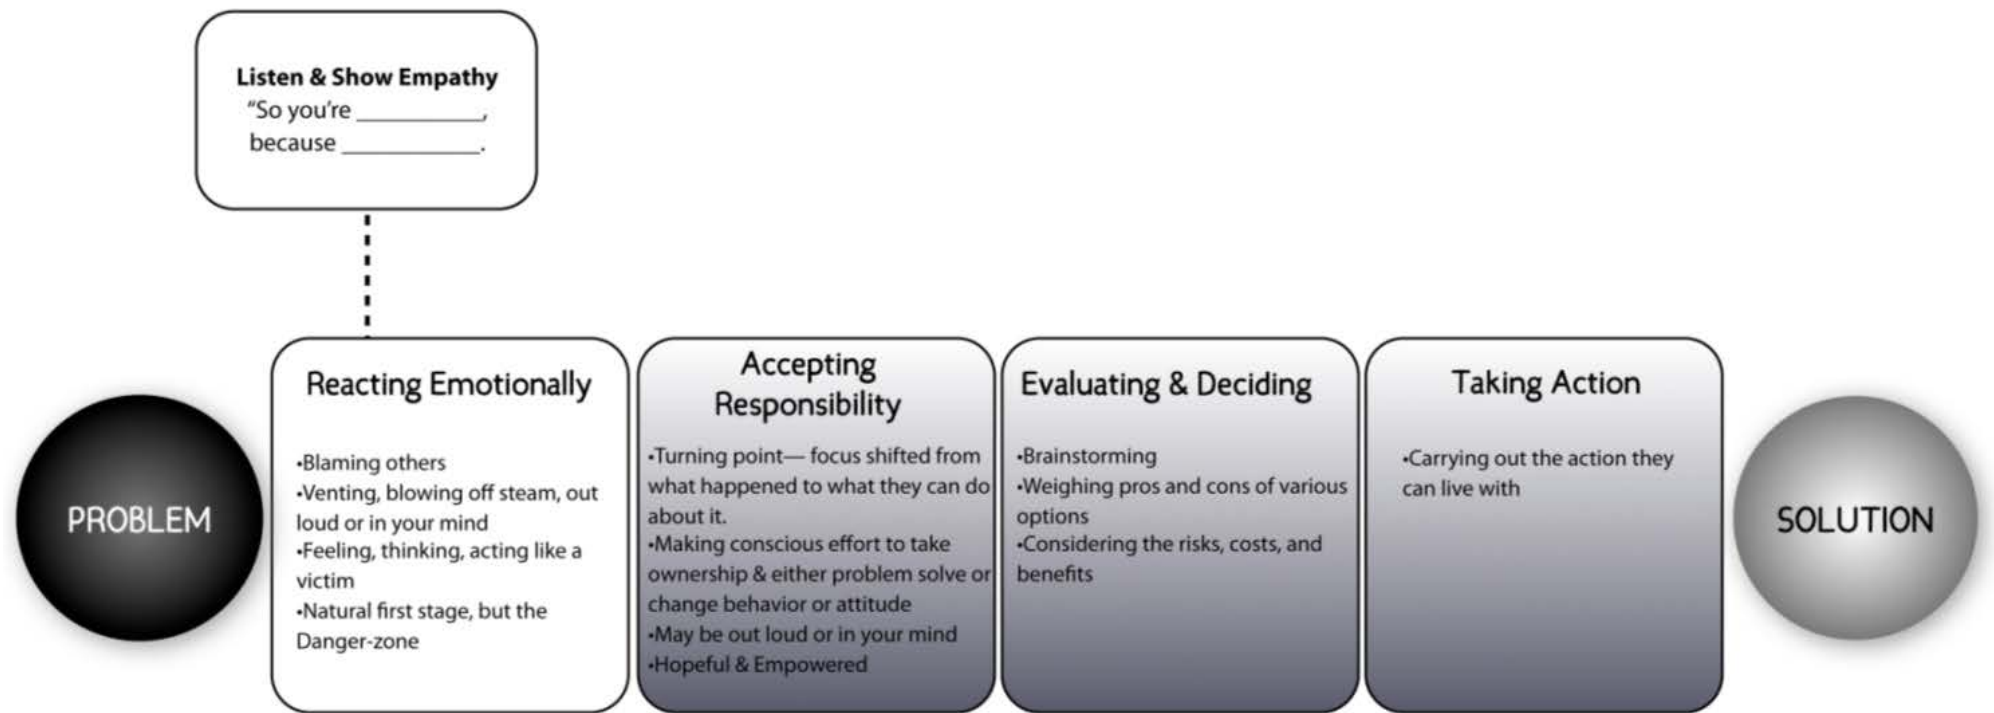 Listen & Show Empathy
"So you're ___________,
because ____________.
PROBLEM
Reacting Emotionally
•Blaming others
•Venting, blowing off steam, out
loud or in your mind
•Feeling, thinking, acting like a
victim
•Natural first stage, but the
Danger-zone
Accepting
Responsibility
•Turning point— focus shifted from
what happened to what they can do
about it.
•Making conscious effort to take
ownership & either problem solve or
change behavior or attitude
•May be out loud or in your mind
•Hopeful & Empowered
Evaluating & Deciding
•Brainstorming
•Weighing pros and cons of various
options
•Considering the risks, costs, and
benefits
Taking Action
•Carrying out the action they
can live with
SOLUTION